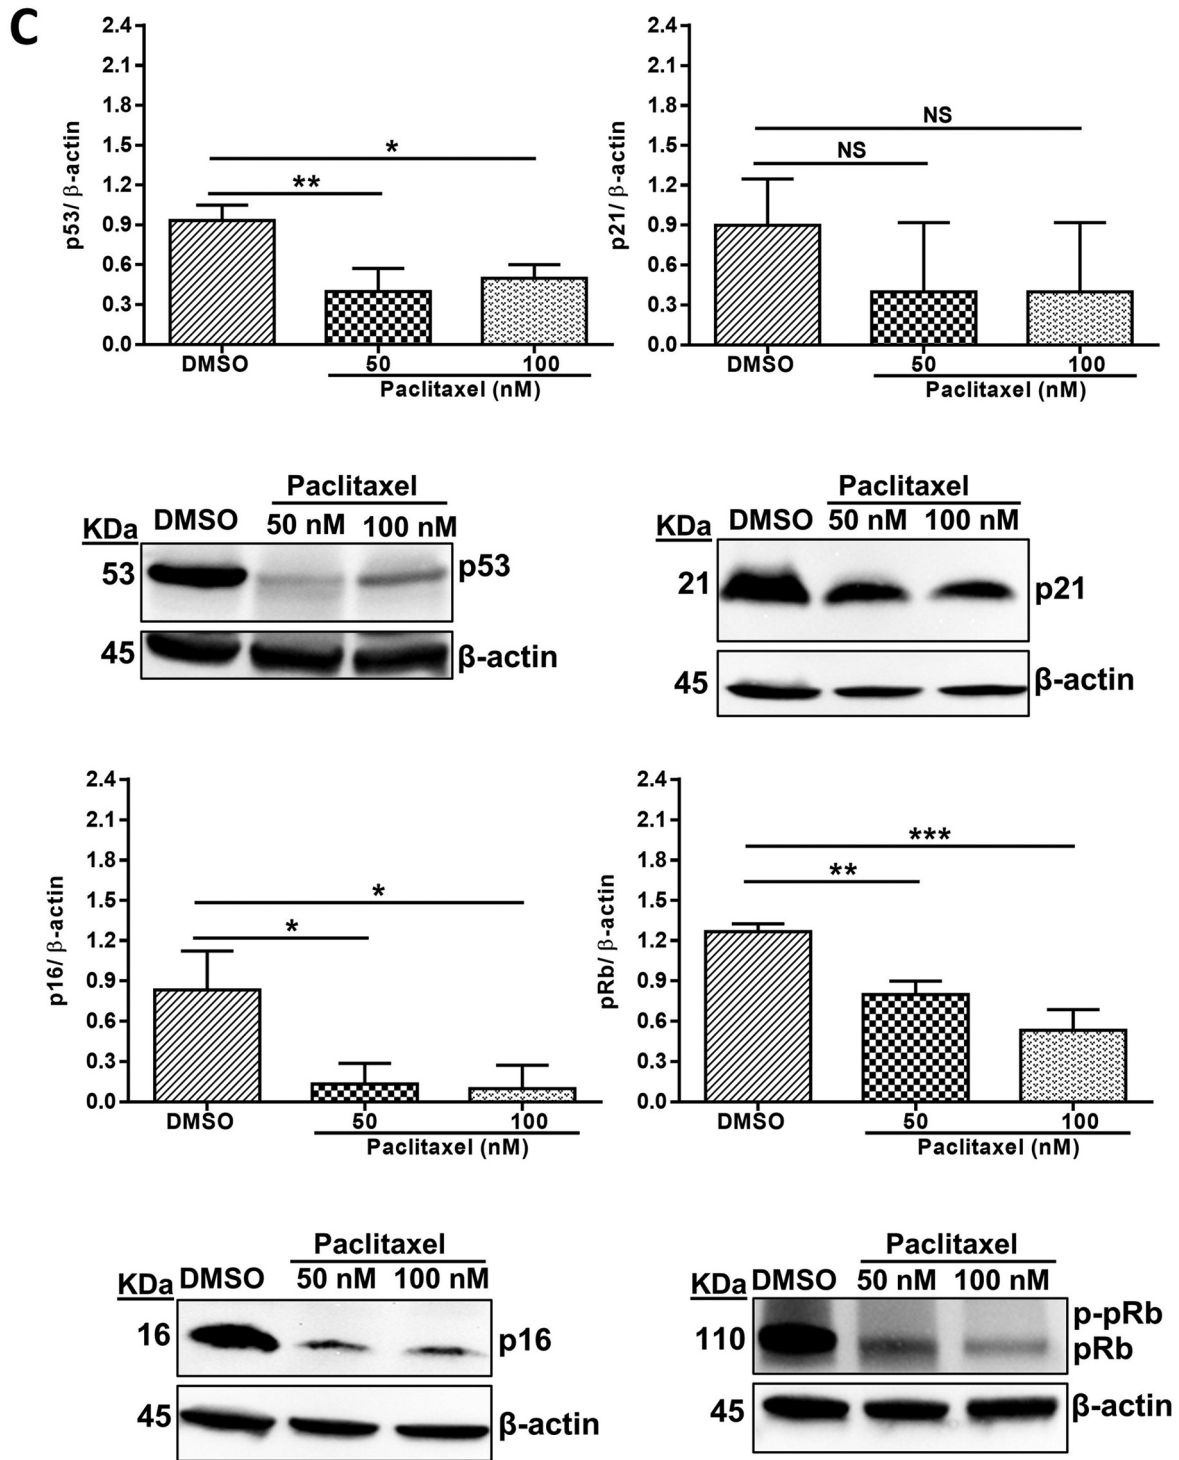 C
2.4
2.1
1.8
1.5
1.2
0.9
0.6
0.3
0.0
p53/ β-actin
*
**
DMSO 50 100
Paclitaxel (nM)
2.4
2.1
1.8
1.5
1.2
0.9
0.6
0.3
0.0
p21/ β-actin
NS
NS
DMSO 50 100
Paclitaxel (nM)
Paclitaxel
KDa DMSO 50 nM 100 nM
53 p53
45 β-actin
Paclitaxel
KDa DMSO 50 nM 100 nM
21 p21
45 β-actin
2.4
2.1
1.8
1.5
1.2
0.9
0.6
0.3
0.0
p16/ β-actin
*
*
DMSO 50 100
Paclitaxel (nM)
2.4
2.1
1.8
1.5
1.2
0.9
0.6
0.3
0.0
pRb/ β-actin
***
**
DMSO 50 100
Paclitaxel (nM)
Paclitaxel
KDa DMSO 50 nM 100 nM
16 p16
45 β-actin
Paclitaxel
KDa DMSO 50 nM 100 nM
p-pRb
110 pRb
45 β-actin